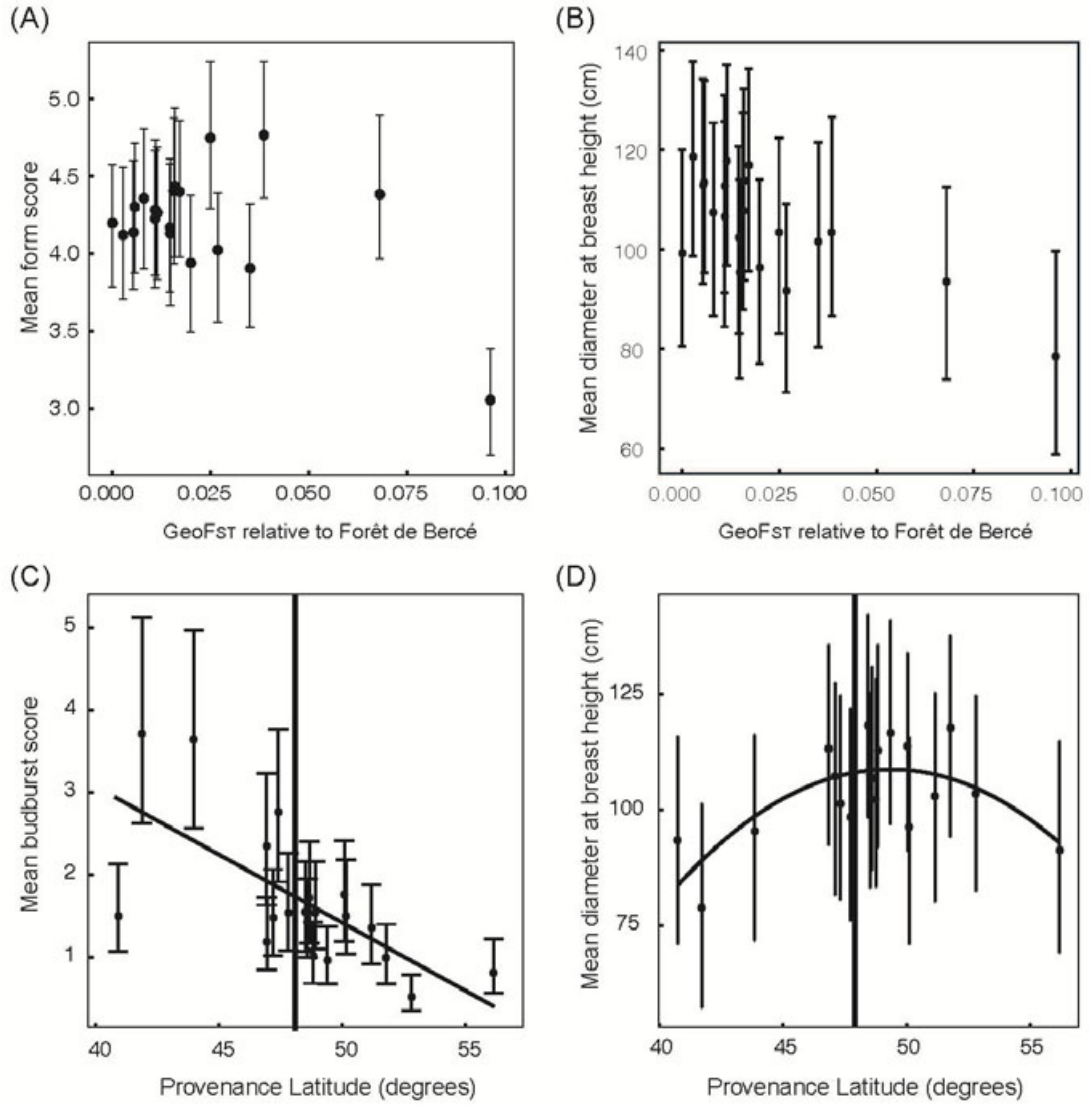 (A)
Mean form score
5.0
4.5
4.0
3.5
3.0
0.000 0.025 0.050 0.075 0.100
GeoFST relative to Forêt de Bercé
(B)
Mean diameter at breast height (cm)
140
120
100
80
60
0.000 0.025 0.050 0.075 0.100
GeoFST relative to Forêt de Bercé
(C)
Mean budburst score
5
4
3
2
1
40 45 50 55
Provenance Latitude (degrees)
(D)
Mean diameter at breast height (cm)
125
100
75
40 45 50 55
Provenance Latitude (degrees)